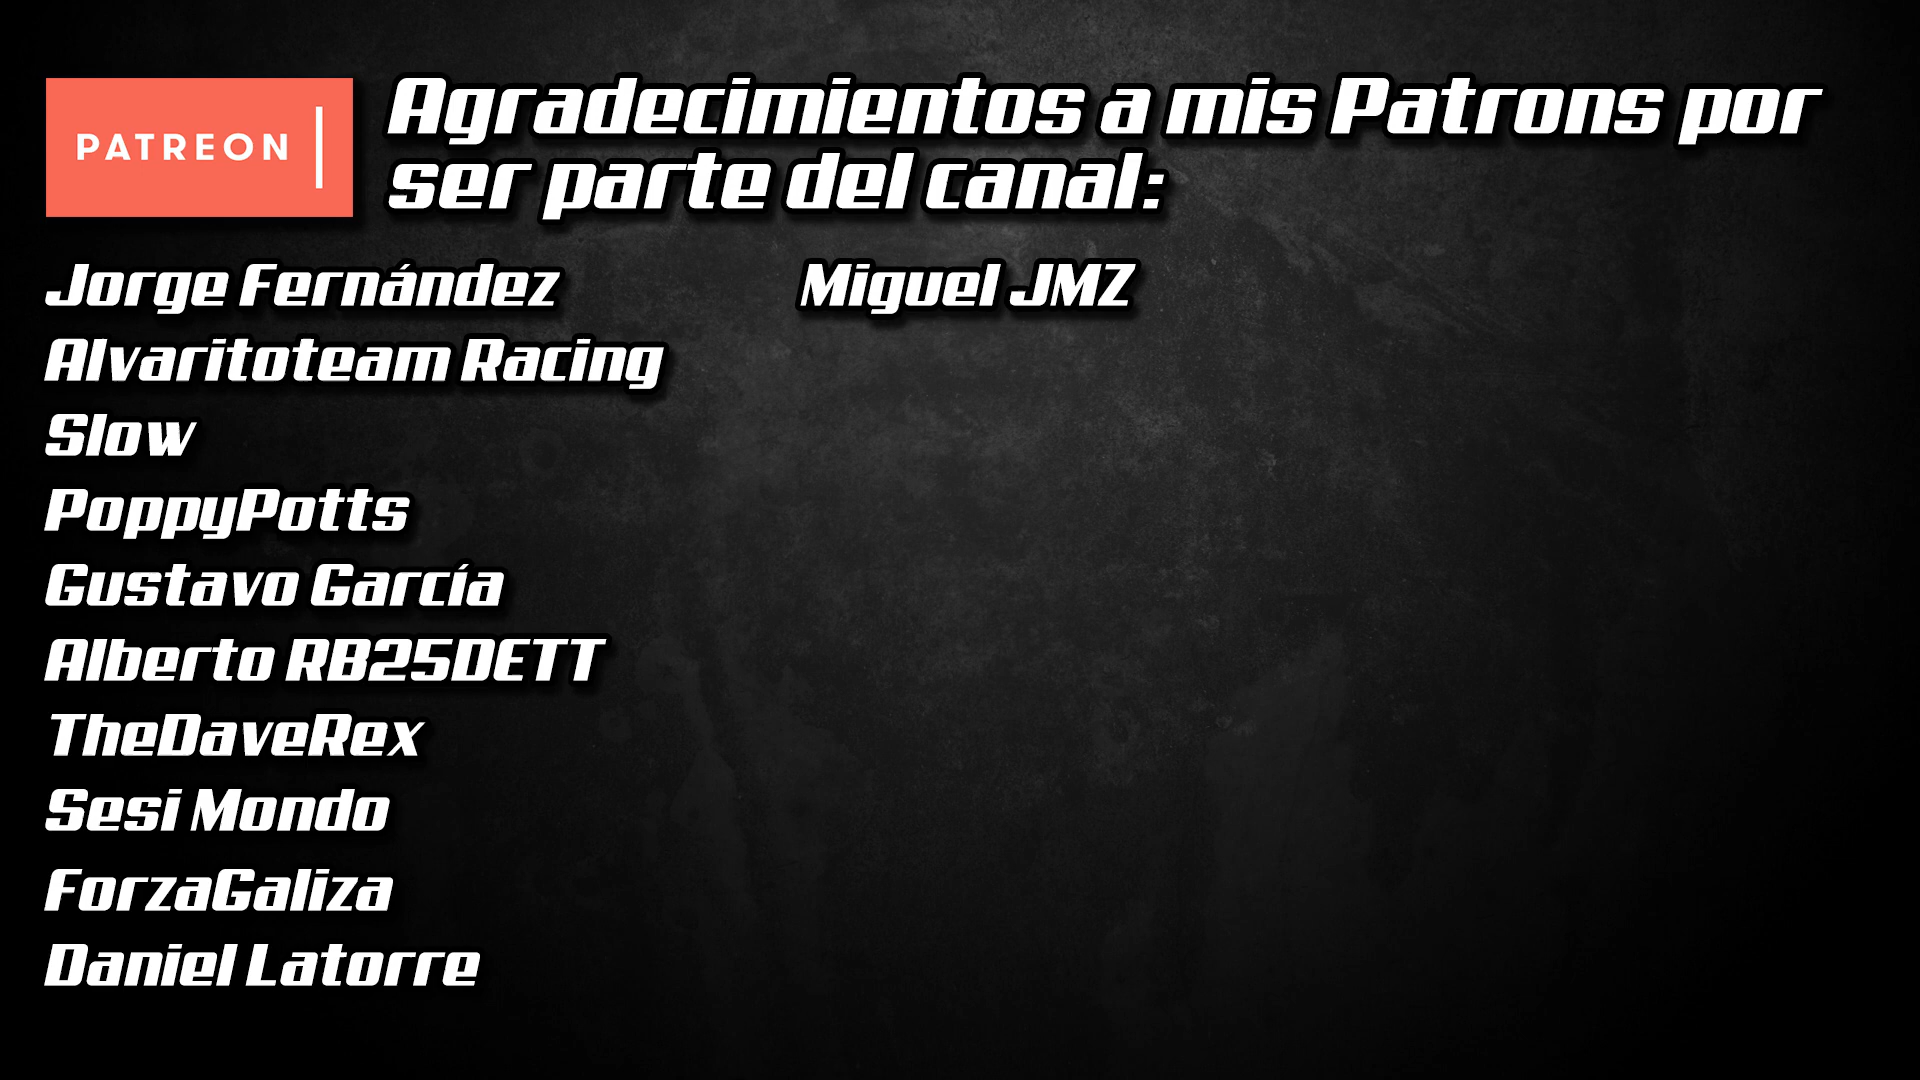 PATREON
Agradecimientos a mis Patrons por
ser parte del canal:
Jorge Fernández
Alvaritoteam Racing
Slow
PoppyPotts
Gustavo García
Alberto RB25DETT
TheDaveRex
Sesi Mondo
ForzaGaliza
Daniel Latorre
Miguel JMZ